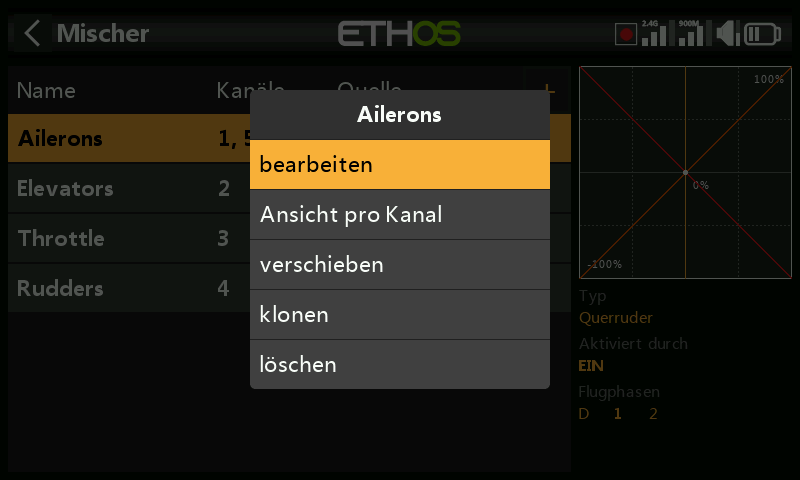 Mischer
ETHOS
2.4G 900M
Name Kanäle Quelle +
Ailerons 1, 5
Elevators 2
Throttle 3
Rudders 4
Ailerons
bearbeiten
Ansicht pro Kanal
verschieben
klonen
löschen
100%
0%
-100%
Typ
Querruder
Aktiviert durch
EIN
Flugphasen
D 1 2